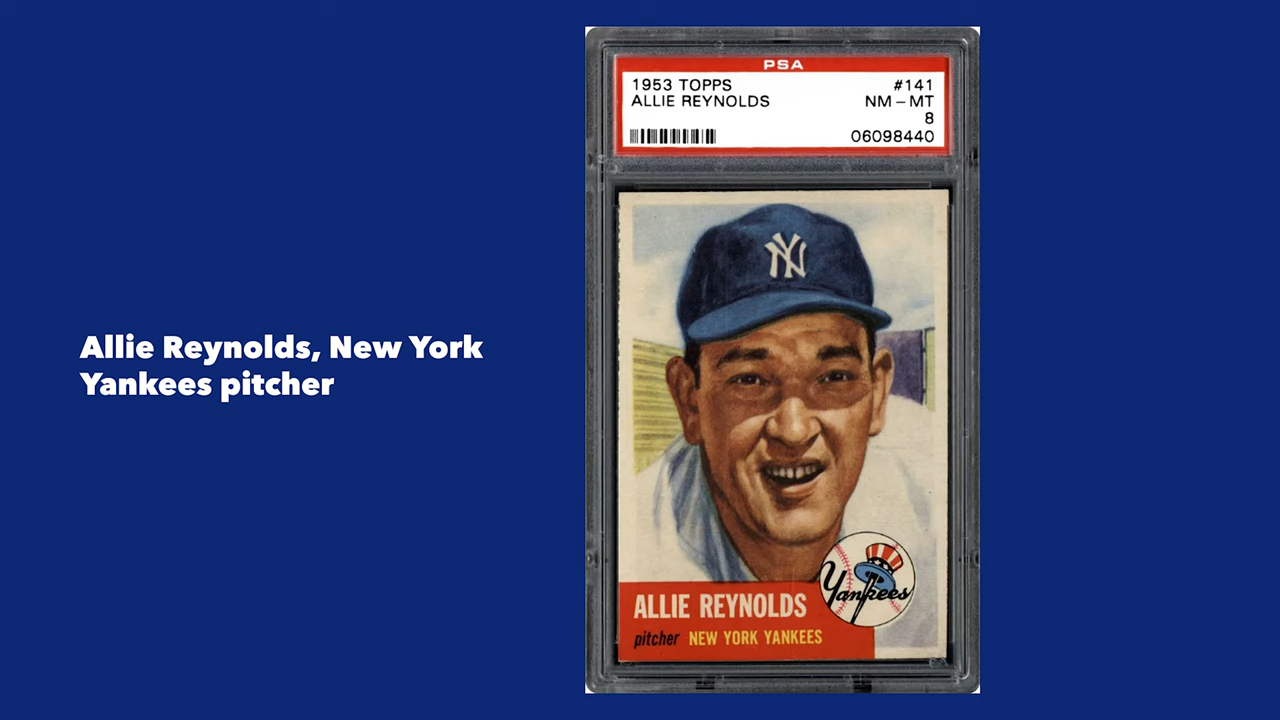 Allie Reynolds, New York
Yankees pitcher
PSA
1953 TOPPS #141
ALLIE REYNOLDS NM-MT
8
06098440
NY
Yankees
ALLIE REYNOLDS
pitcher NEW YORK YANKEES